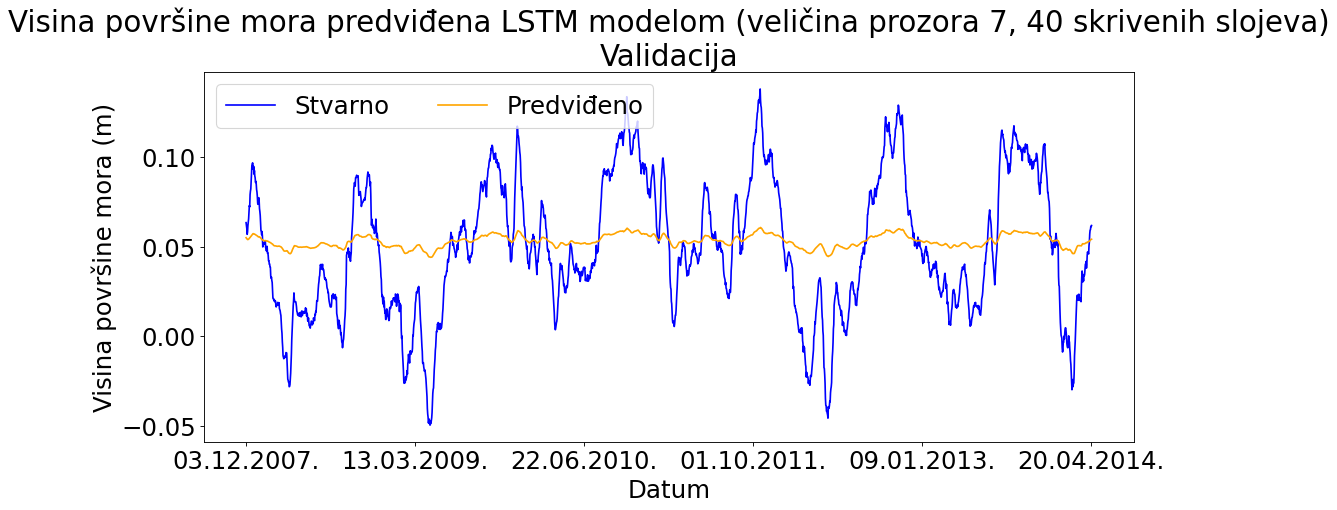 Visina površine mora predviđena LSTM modelom (veličina prozora 7, 40 skrivenih slojeva)
Validacija
Stvarno
Predviđeno
Visina površine mora (m)
0.10
0.05
0.00
−0.05
03.12.2007.
13.03.2009.
22.06.2010.
01.10.2011.
09.01.2013.
20.04.2014.
Datum